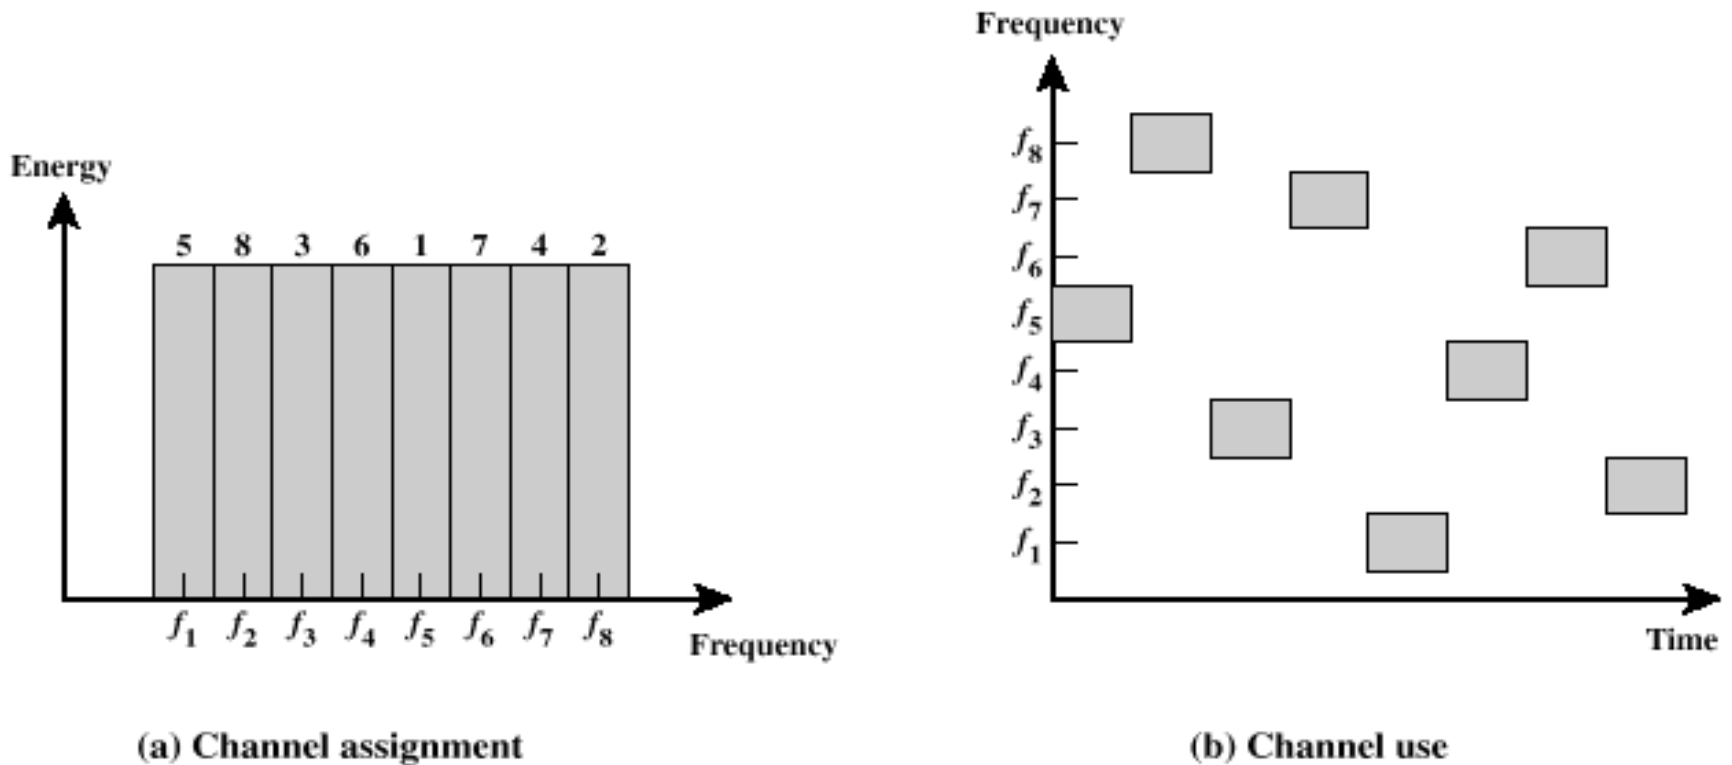 Energy
5 8 3 6 1 7 4 2
f1 f2 f3 f4 f5 f6 f7 f8
Frequency
(a) Channel assignment
Frequency
f8
f7
f6
f5
f4
f3
f2
f1
Time
(b) Channel use